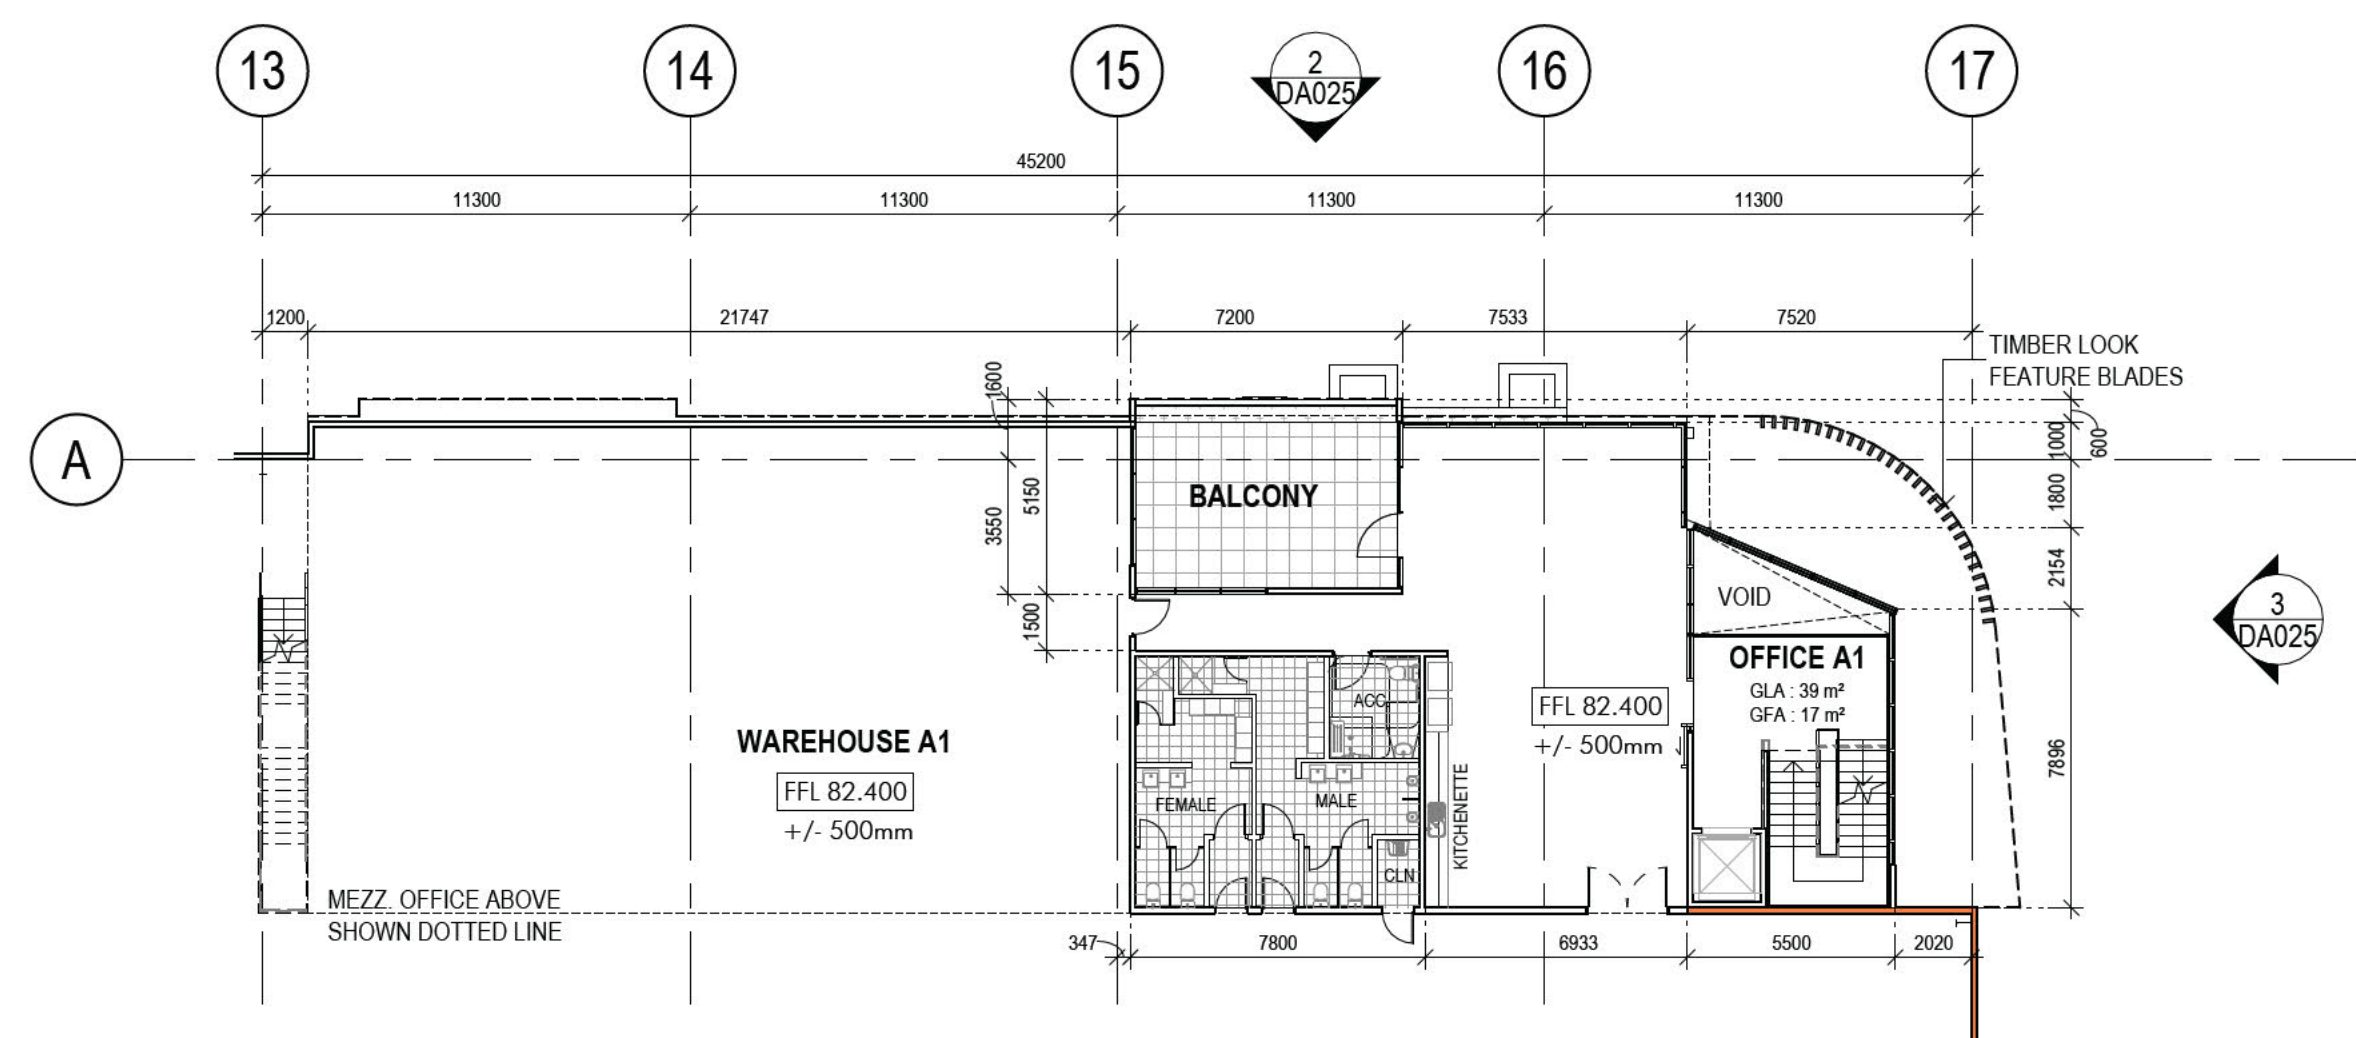 13
14
15
2
DA025
16
17
45200
11300
11300
11300
11300
1200
21747
7200
7533
7520
TIMBER LOOK
FEATURE BLADES
1600
1000
600
A
BALCONY
5150
3550
1800
2154
1500
VOID
3
DA025
OFFICE A1
GLA : 39 m²
GFA : 17 m²
ACC
FFL 82.400
+/- 500mm
WAREHOUSE A1
FFL 82.400
+/- 500mm
7896
FEMALE
MALE
KITCHENETTE
CLN
MEZZ. OFFICE ABOVE
SHOWN DOTTED LINE
347
7800
6933
5500
2020